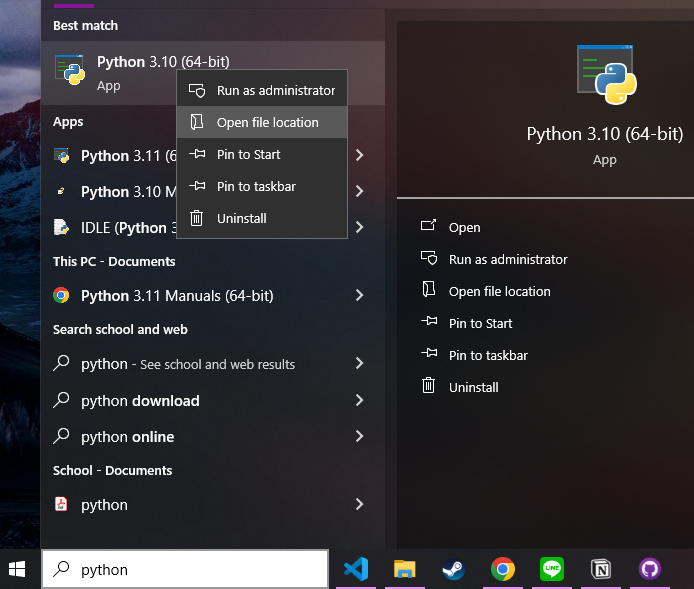 Best match
Python 3.10 (64-bit)
App
Run as administrator
Open file location
Pin to Start
Pin to taskbar
Uninstall
Apps
Python 3.11 (6
Python 3.10 M
IDLE (Python 3
This PC - Documents
Python 3.11 Manuals (64-bit)
Search school and web
python - See school and web results
python download
python online
School - Documents
python
python
Python 3.10 (64-bit)
App
Open
Run as administrator
Open file location
Pin to Start
Pin to taskbar
Uninstall
LINE